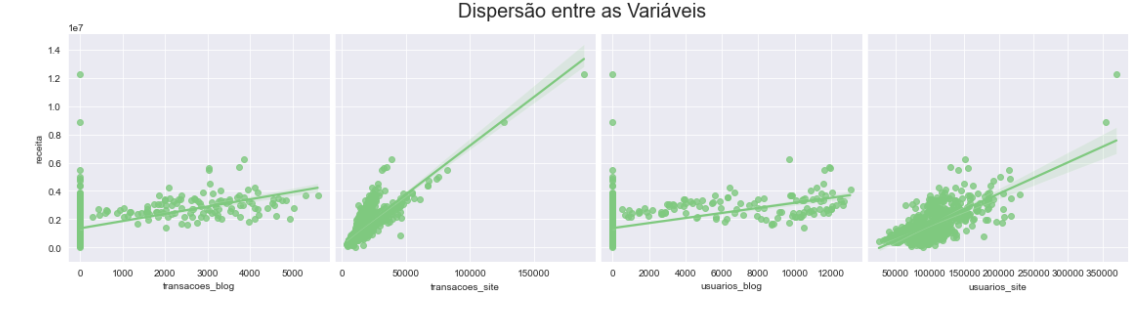 Dispersão entre as Variáveis
1e7
1.4
1.2
1.0
0.8
0.6
0.4
0.2
0.0
receita
0 1000 2000 3000 4000 5000
transacoes_blog
0 50000 100000 150000
transacoes_site
0 2000 4000 6000 8000 10000 12000
usuarios_blog
50000 100000 150000 200000 250000 300000 350000
usuarios_site